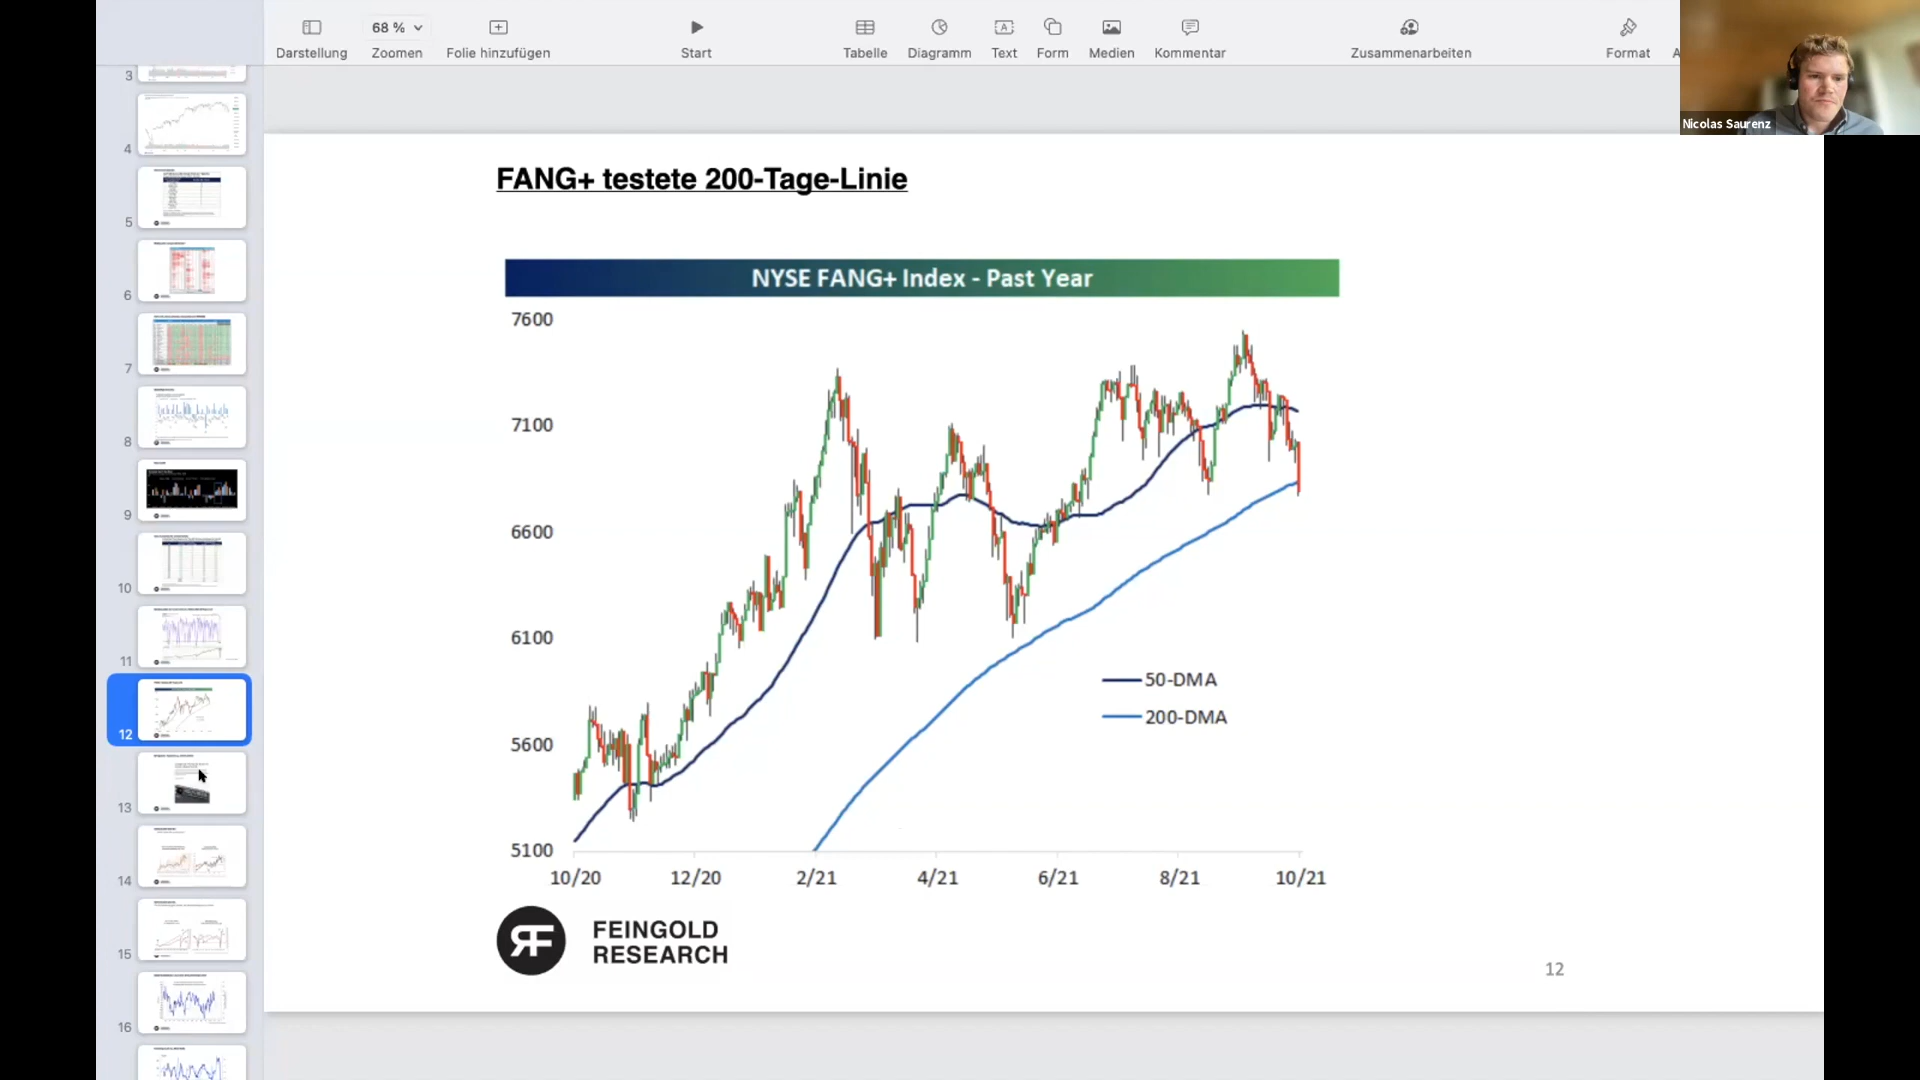 68 %
Darstellung
Zoomen
Folie hinzufügen
Start
Tabelle
Diagramm
Text
Form
Medien
Kommentar
Zusammenarbeiten
Format
A
Nicolas Saurenz
3
4
5
6
7
8
9
10
11
12
13
14
15
16
FANG+ testete 200-Tage-Linie
NYSE FANG+ Index - Past Year
7600
7100
6600
6100
5600
5100
50-DMA
200-DMA
10/20 12/20 2/21 4/21 6/21 8/21 10/21
RF
FEINGOLD
RESEARCH
12